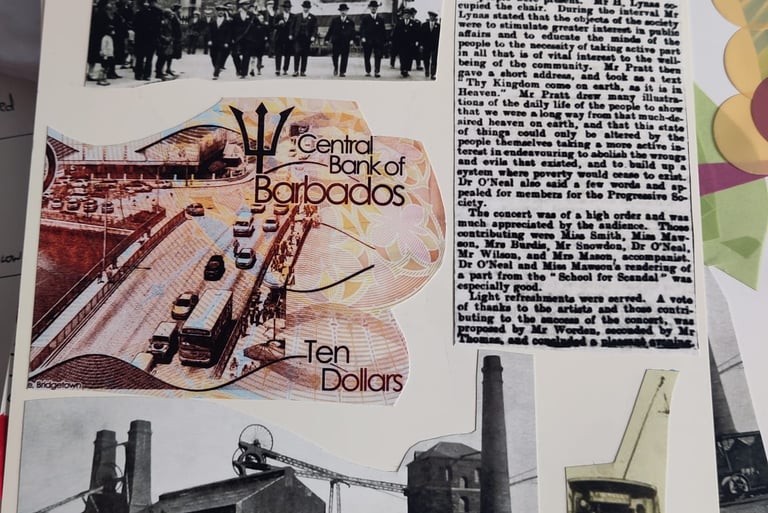 cupied the chair. During the interval Mr
Lynas stated that the objects of the society
were to stimulate greater interest in public
affairs and to educate the minds of the
people to the necessity of taking active part
in all that is of vital interest to the well-
being of the community. Mr Pratt then
gave a short address, and took as a text
"Thy Kingdom come on earth, as it is in
Heaven." Mr Pratt drew many illustra-
tions of the daily life of the people to show
that we were a long way from that much-de-
sired heaven on earth, and that this state
of things could only be altered by the
people themselves taking a more active in-
terest in endeavouring to abolish the wrongs
and evils that existed, and to build up a
system where poverty would cease to exist.
Dr O'Neal also said a few words and ap-
pealed for members for the Progressive So-
ciety.
The concert was of a high order and was
much appreciated by the audience. Those
contributing were Miss Smith, Miss Maw-
son, Mrs Burdis, Mr Snowdon, Dr O'Neal
Mr Wilson, and Mrs Mason, accompanist.
Dr O'Neal and Miss Mawson's rendering of
a part from the "School for Scandal" was
especially good.
Light refreshments were served. A vote
of thanks to the artists and those contri-
buting to the success of the concert, was
proposed by Mr Worden, seconded by Mr
Thomas, and concluded a pleasant
Central
Bank of
Barbados
Ten
Dollars
e, Bridgetown